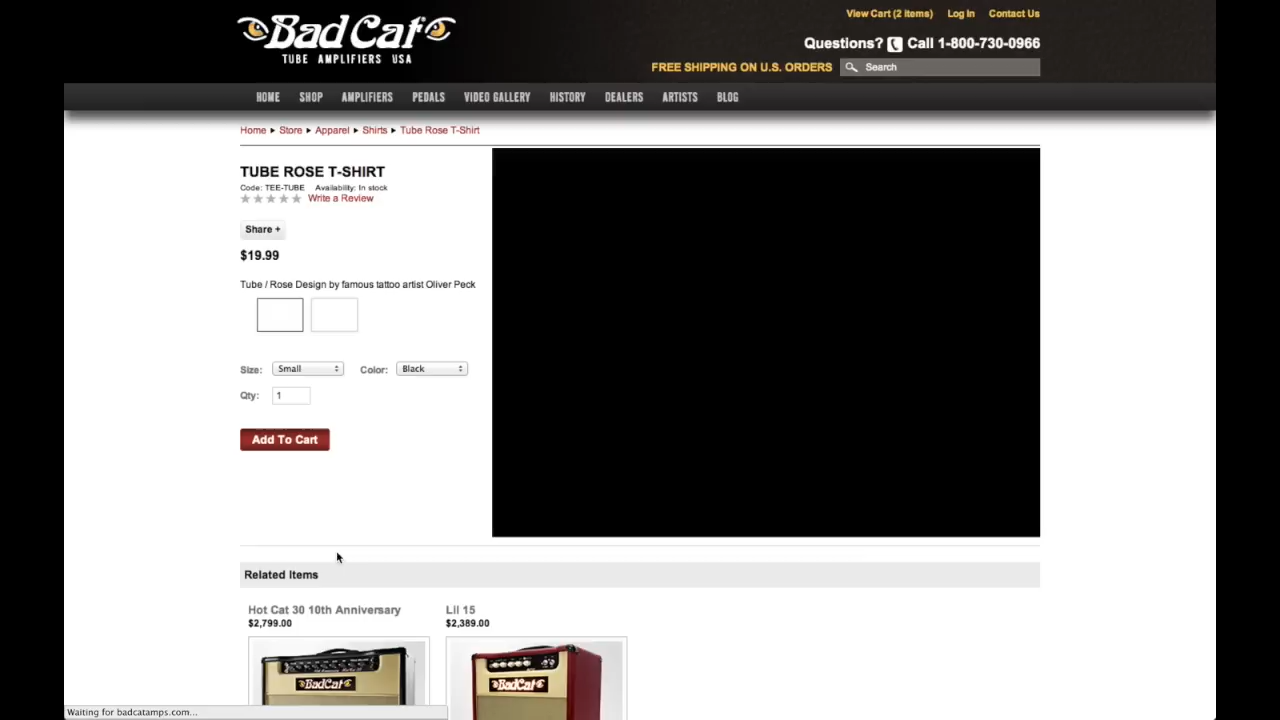 BadCat
TUBE AMPLIFIERS USA
View Cart (2 Items) Log In Contact Us
Questions? Call 1-800-730-0966
FREE SHIPPING ON U.S. ORDERS Search
HOME SHOP AMPLIFIERS PEDALS VIDEO GALLERY HISTORY DEALERS ARTISTS BLOG
Home Store Apparel Shirts Tube Rose T-Shirt
TUBE ROSE T-SHIRT
Code: TEE-TUBE Availability: In stock
Write a Review
Share +
$19.99
Tube / Rose Design by famous tattoo artist Oliver Peck
Size: Small Color: Black
Qty: 1
Add To Cart
Related Items
Hot Cat 30 10th Anniversary Lil 15
$2,799.00 $2,389.00
BadCat BadCat
Waiting for badcatamps.com...